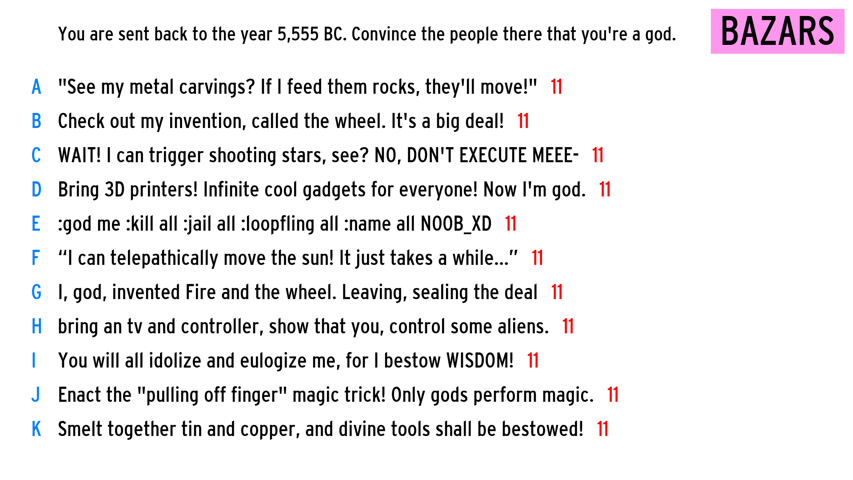 You are sent back to the year 5,555 BC. Convince the people there that you're a god.
BAZARS
A "See my metal carvings? If I feed them rocks, they'll move!" 11
B Check out my invention, called the wheel. It's a big deal! 11
C WAIT! I can trigger shooting stars, see? NO, DON'T EXECUTE MEEE- 11
D Bring 3D printers! Infinite cool gadgets for everyone! Now I'm god. 11
E :god me :kill all :jail all :loopfling all :name all NOOB_XD 11
F “I can telepathically move the sun! It just takes a while...” 11
G I, god, invented Fire and the wheel. Leaving, sealing the deal 11
H bring an tv and controller, show that you, control some aliens. 11
I You will all idolize and eulogize me, for I bestow WISDOM! 11
J Enact the "pulling off finger" magic trick! Only gods perform magic. 11
K Smelt together tin and copper, and divine tools shall be bestowed! 11